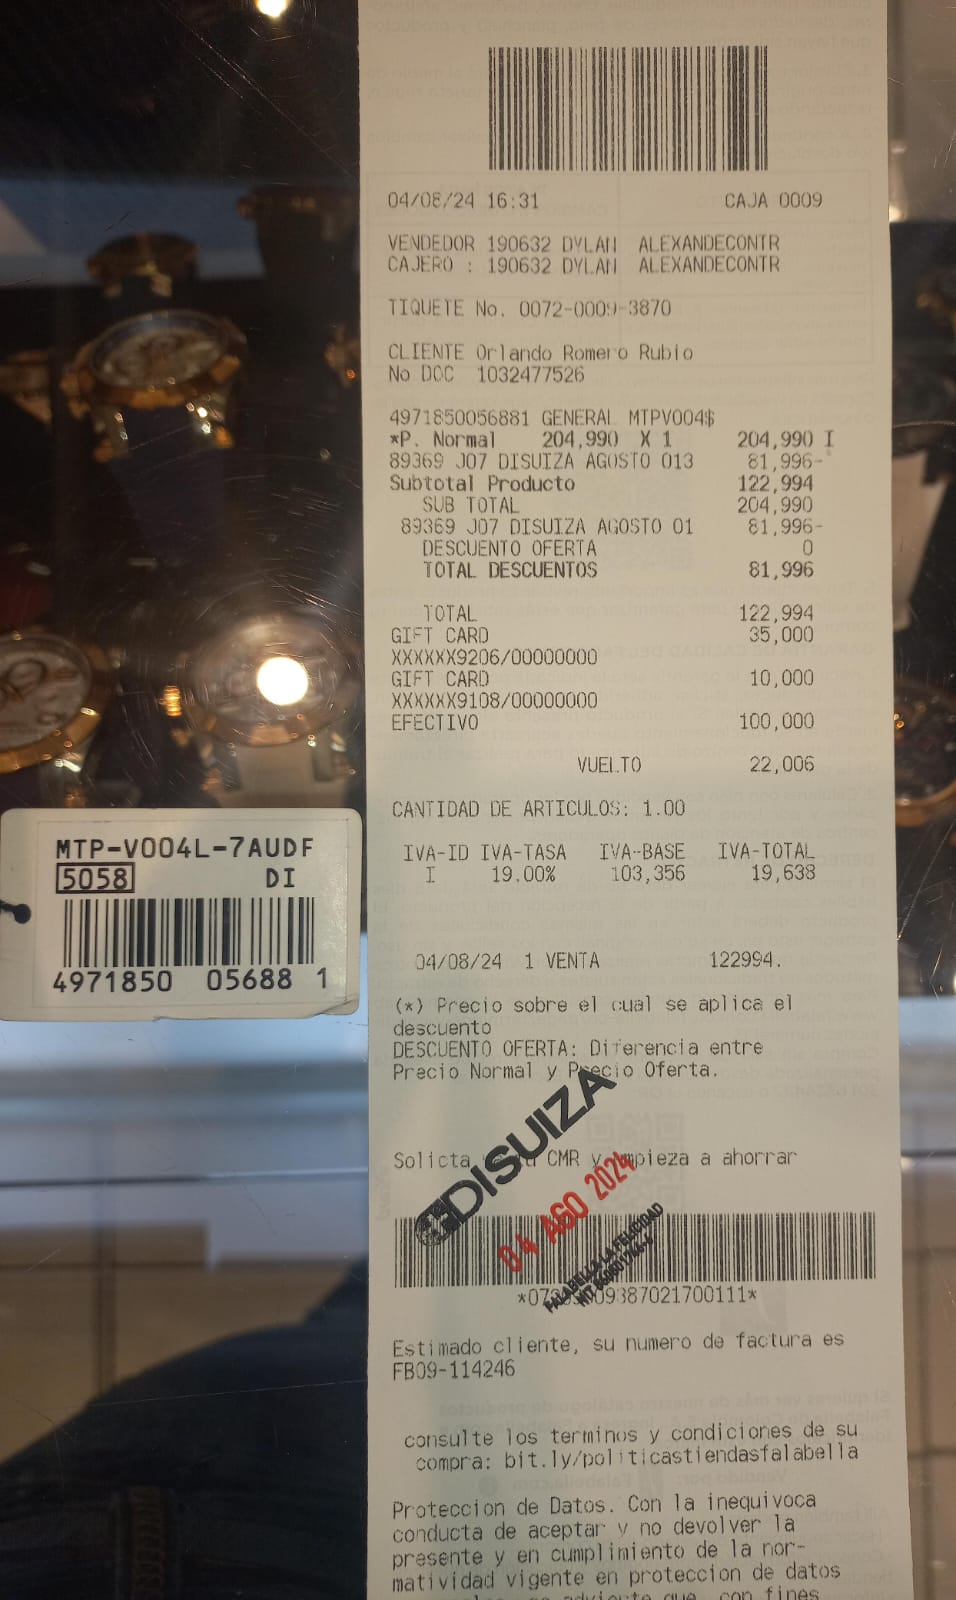 04/08/24 16:31 CAJA 0009
VENDEDOR 190632 DYLAN ALEXANDECONTR
CAJERO : 190632 DYLAN ALEXANDECONTR
TIQUETE No. 0072-0009-3870
CLIENTE Orlando Romero Rubio
No DOC 1032477526
4971850056881 GENERAL MTPV004$
*P. Normal 204,990 X 1 204,990 I
89369 J07 DISUIZA AGOSTO 013 81,996-
Subtotal Producto 122,994
SUB TOTAL 204,990
89369 J07 DISUIZA AGOSTO 01 81,996-
DESCUENTO OFERTA 0
TOTAL DESCUENTOS 81,996
TOTAL 122,994
GIFT CARD 35,000
XXXXXX9206/00000000
GIFT CARD 10,000
XXXXXX9108/00000000
EFECTIVO 100,000
VUELTO 22,006
CANTIDAD DE ARTICULOS: 1.00
IVA-ID IVA-TASA IVA-BASE IVA-TOTAL
I 19.00% 103,356 19,638
04/08/24 1 VENTA 122994.
(*) Precio sobre el cual se aplica el
descuento
DESCUENTO OFERTA: Diferencia entre
Precio Normal y Precio Oferta.
Solicta CMR y empieza a ahorrar
DISUIZA
04 AGO 2024
FALABELLA LA FELICIDAD
Estimado cliente, su numero de factura es
FB09-114246
consulte los terminos y condiciones de su
compra: bit.ly/politicastiendasfalabella
Proteccion de Datos. Con la inequivoca
conducta de aceptar y no devolver la
presente y en cumplimiento de la nor-
matividad vigente en proteccion de datos
que, con fines
MTP-V004L-7AUDF
5058 DI
4971850 05688 1